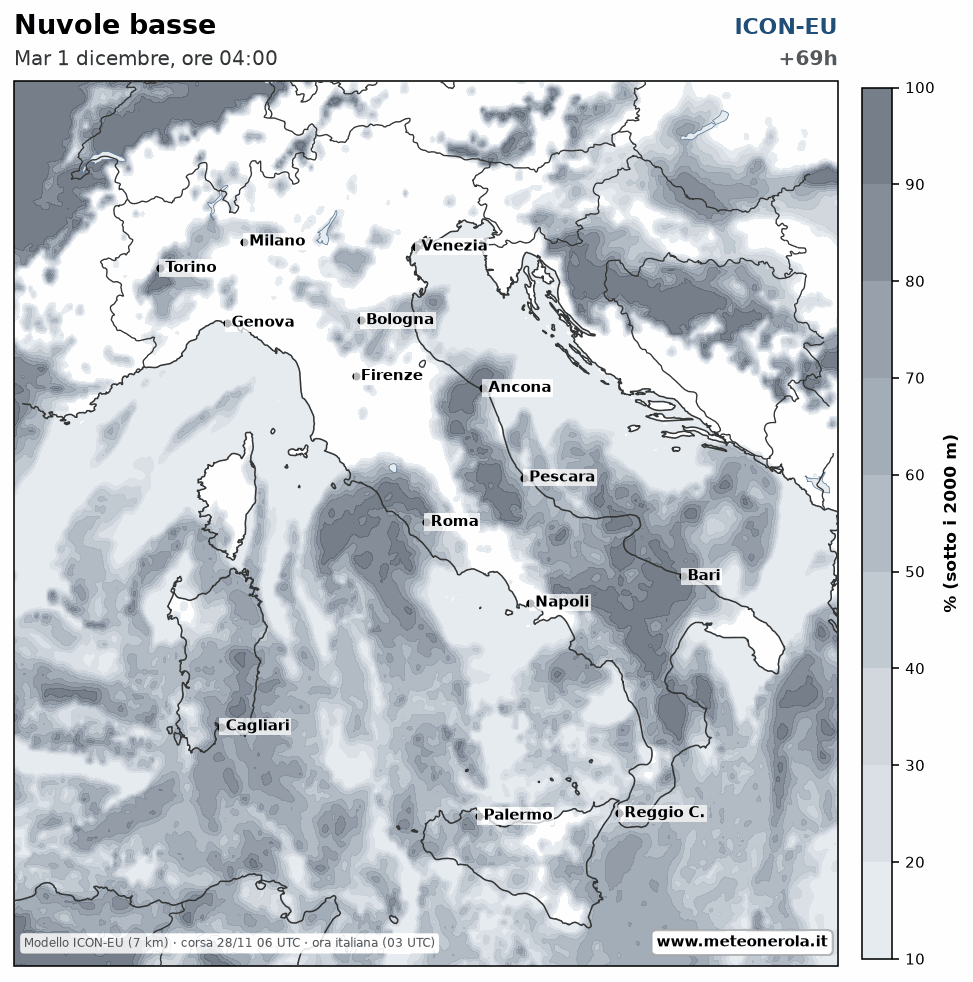 Nuvole basse
ICON-EU
Mar 1 dicembre, ore 04:00
+69h
100
90
80
70
60
50
40
30
20
10
% (sotto i 2000 m)
Milano
Venezia
Torino
Genova
Bologna
Firenze
Ancona
Pescara
Roma
Bari
Napoli
Cagliari
Palermo
Reggio C.
Modello ICON-EU (7 km) · corsa 28/11 06 UTC · ora italiana (03 UTC)
www.meteonerola.it